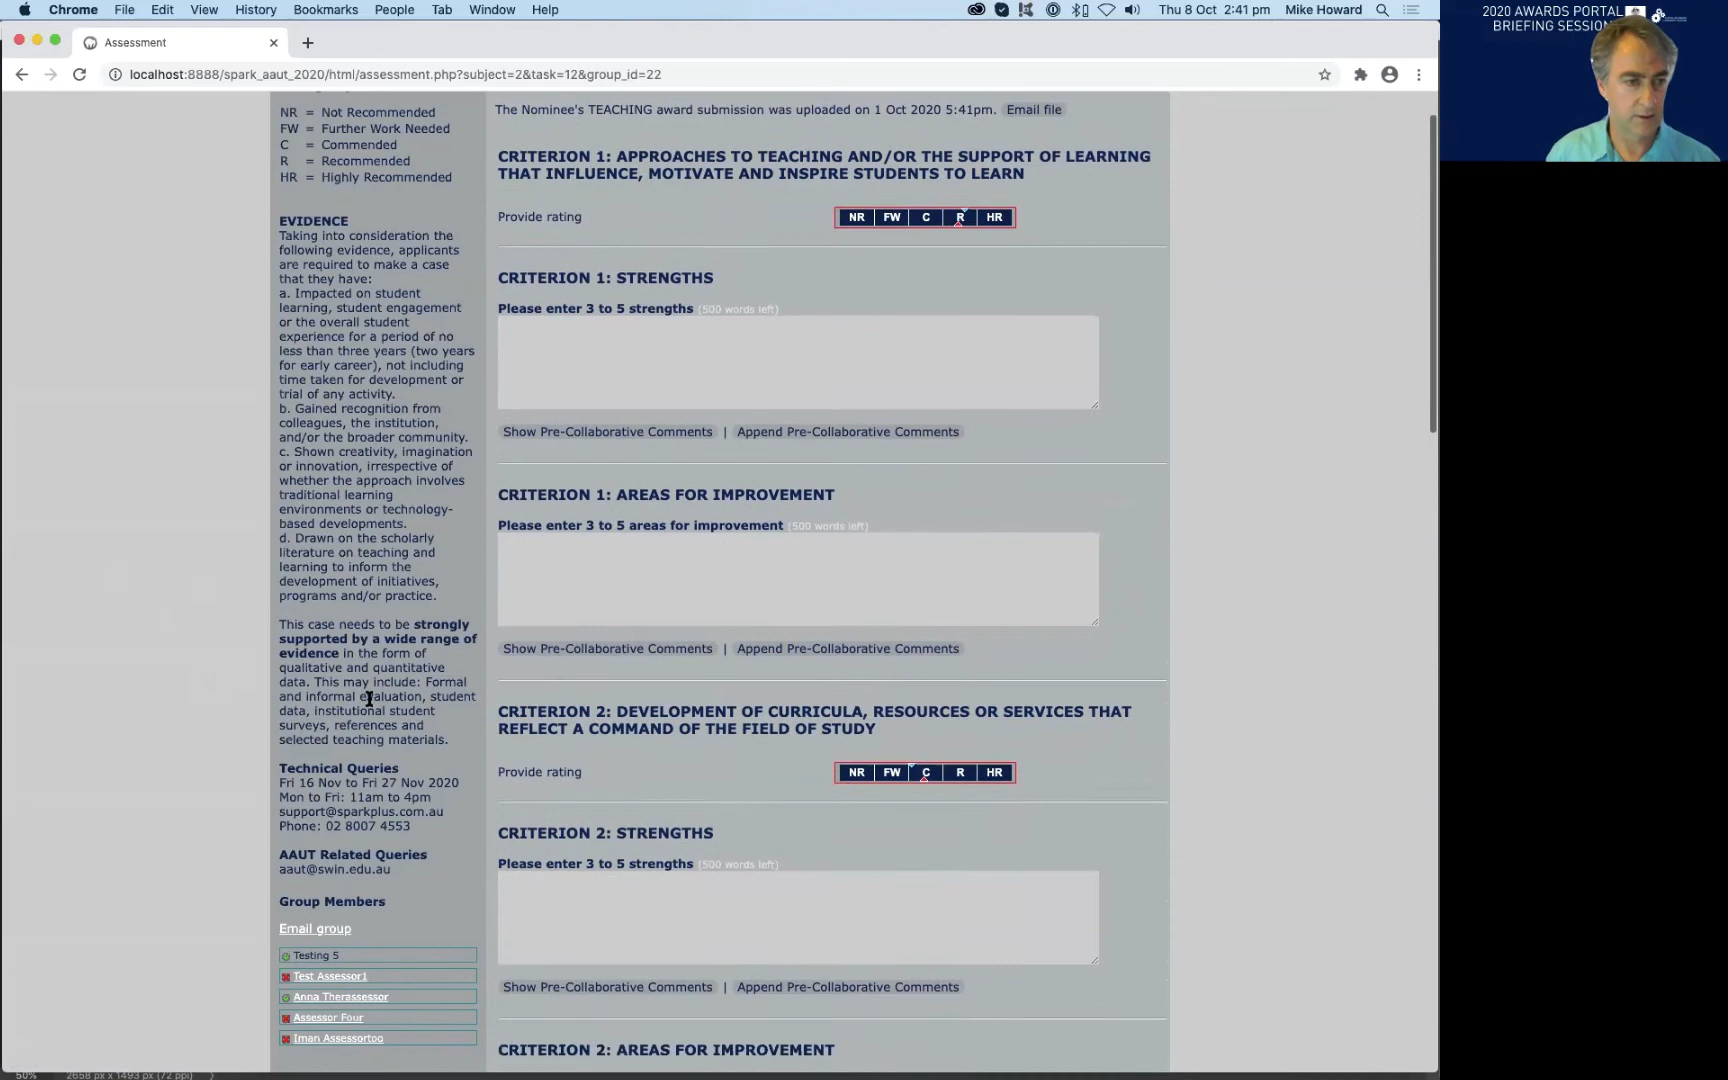 Chrome File Edit View History Bookmarks People Tab Window Help
Thu 8 Oct 2:41 pm Mike Howard
2020 AWARDS PORTAL
BRIEFING SESSION
Assessment
localhost:8888/spark_aaut_2020/html/assessment.php?subject=2&task=12&group_id=22
NR = Not Recommended
FW = Further Work Needed
C = Commended
R = Recommended
HR = Highly Recommended
EVIDENCE
Taking into consideration the
following evidence, applicants
are required to make a case
that they have:
a. Impacted on student
learning, student engagement
or the overall student
experience for a period of no
less than three years (two years
for early career), not including
time taken for development or
trial of any activity.
b. Gained recognition from
colleagues, the institution,
and/or the broader community.
c. Shown creativity, imagination
or innovation, irrespective of
whether the approach involves
traditional learning
environments or technology-
based developments.
d. Drawn on the scholarly
literature on teaching and
learning to inform the
development of initiatives,
programs and/or practice.
This case needs to be strongly
supported by a wide range of
evidence in the form of
qualitative and quantitative
data. This may include: Formal
and informal evaluation, student
data, institutional student
surveys, references and
selected teaching materials.
Technical Queries
Fri 16 Nov to Fri 27 Nov 2020
Mon to Fri: 11am to 4pm
support@sparkplus.com.au
Phone: 02 8007 4553
AAUT Related Queries
aaut@swin.edu.au
Group Members
Email group
Testing 5
Test Assessor1
Anna Therassessor
Assessor Four
Iman Assessortoo
The Nominee's TEACHING award submission was uploaded on 1 Oct 2020 5:41pm. Email file
CRITERION 1: APPROACHES TO TEACHING AND/OR THE SUPPORT OF LEARNING
THAT INFLUENCE, MOTIVATE AND INSPIRE STUDENTS TO LEARN
Provide rating NR FW C R HR
CRITERION 1: STRENGTHS
Please enter 3 to 5 strengths (500 words left)
Show Pre-Collaborative Comments | Append Pre-Collaborative Comments
CRITERION 1: AREAS FOR IMPROVEMENT
Please enter 3 to 5 areas for improvement (500 words left)
Show Pre-Collaborative Comments | Append Pre-Collaborative Comments
CRITERION 2: DEVELOPMENT OF CURRICULA, RESOURCES OR SERVICES THAT
REFLECT A COMMAND OF THE FIELD OF STUDY
Provide rating NR FW C R HR
CRITERION 2: STRENGTHS
Please enter 3 to 5 strengths (500 words left)
Show Pre-Collaborative Comments | Append Pre-Collaborative Comments
CRITERION 2: AREAS FOR IMPROVEMENT
50% 2658 px x 1493 px (72 ppi)